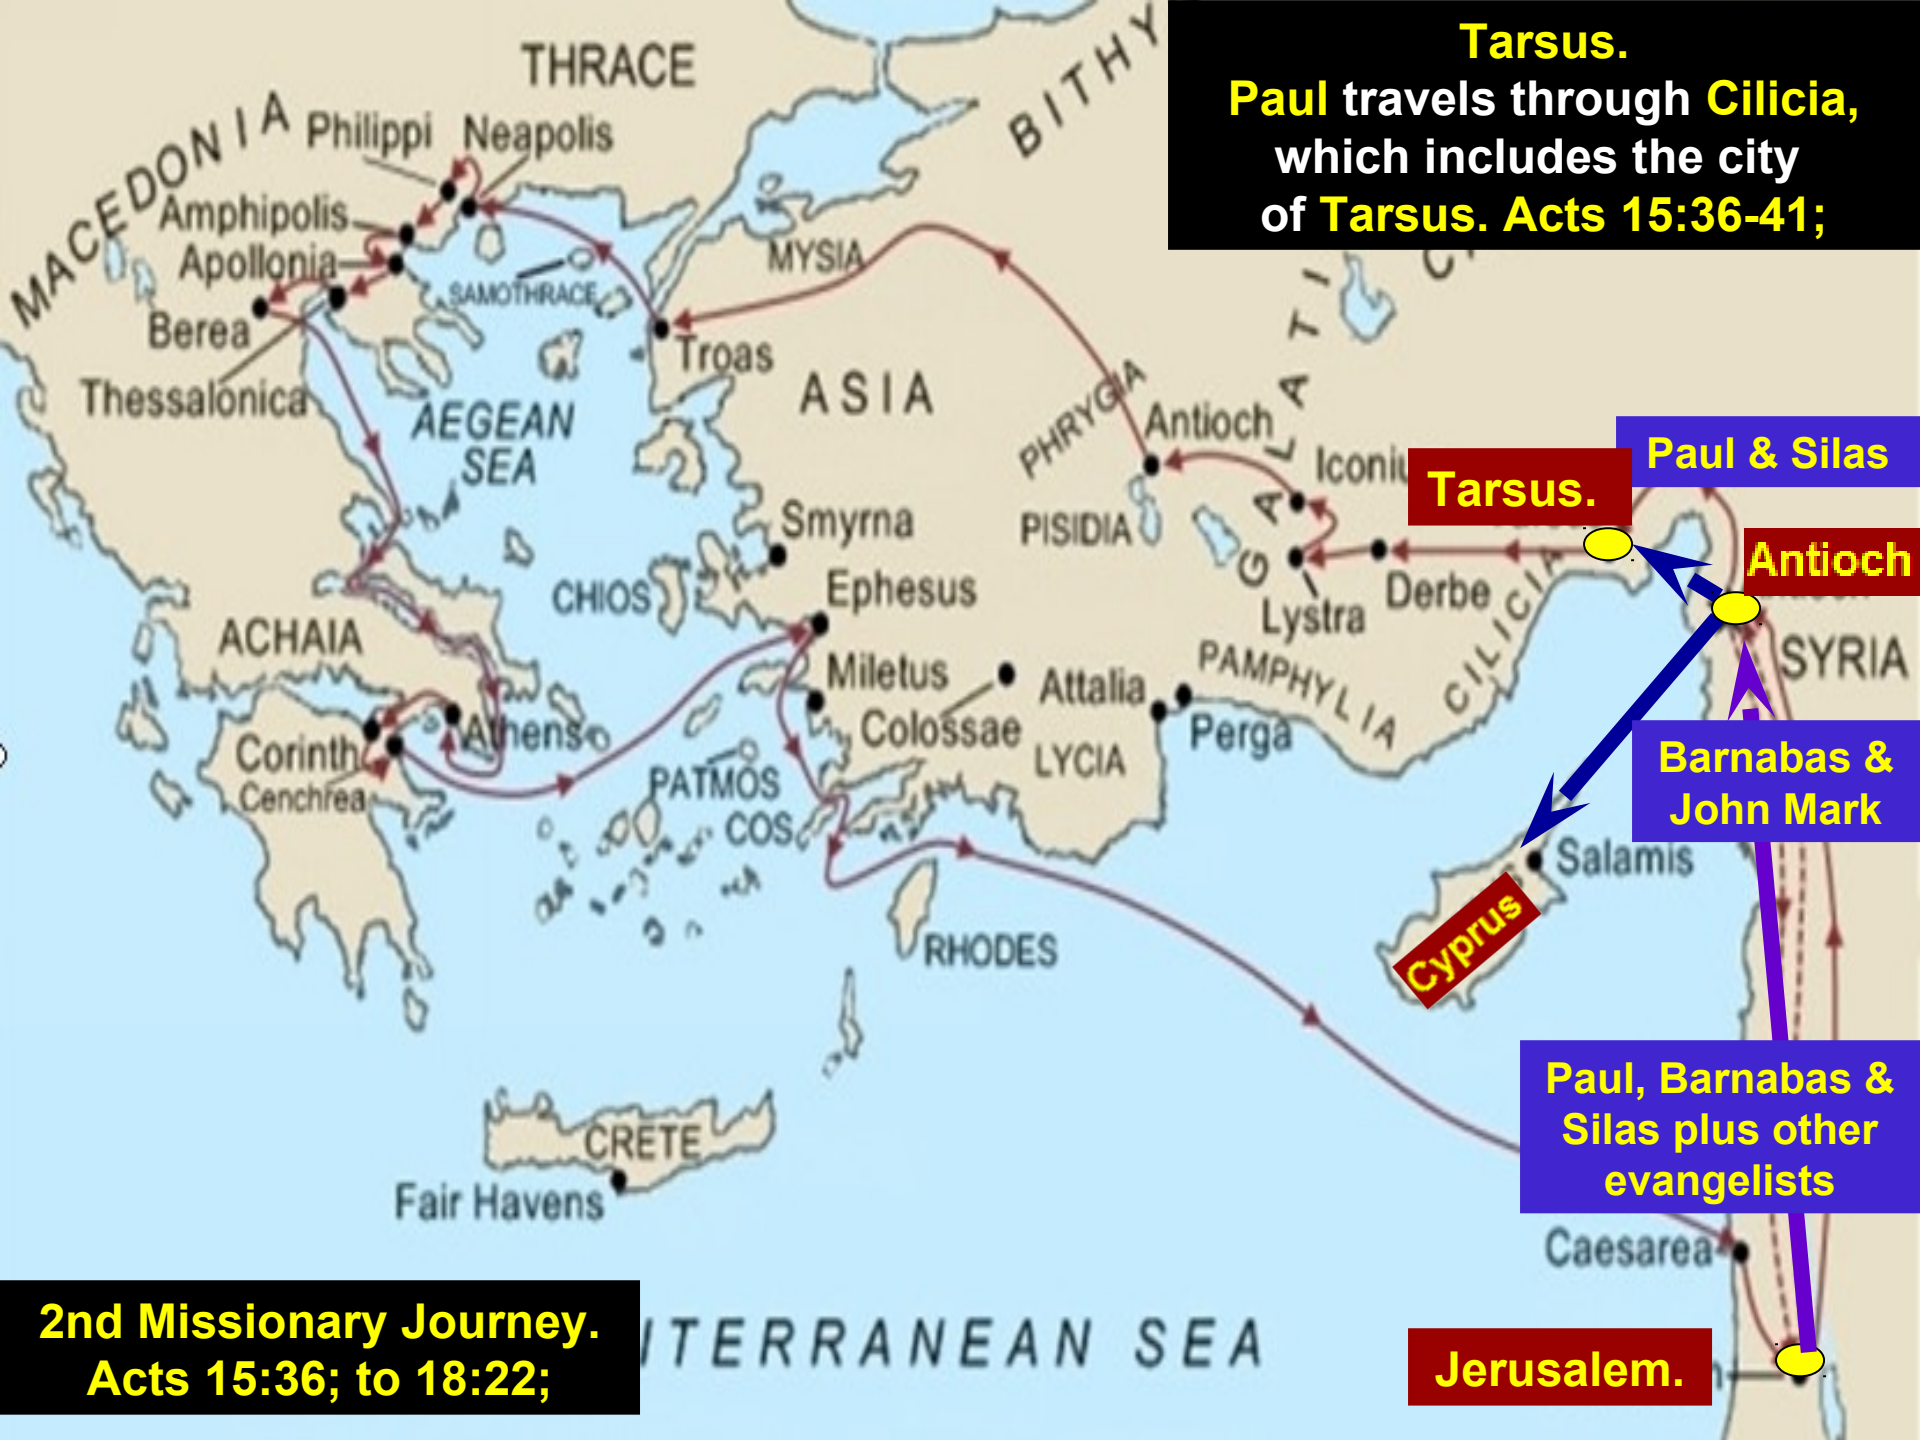 Tarsus.
Paul travels through Cilicia,
which includes the city
of Tarsus. Acts 15:36-41;
THRACE
BITHY
MACEDONIA
Philippi
Neapolis
Amphipolis
Apollonia
SAMOTHRACE
MYSIA
Berea
Troas
Thessalonica
AEGEAN
SEA
ASIA
PHRYGIA
GALATI
Antioch
Iconiu
Paul & Silas
Tarsus.
Smyrna
PISIDIA
Antioch
CHIOS
Ephesus
Lystra
Derbe
CILICIA
ACHAIA
SYRIA
Miletus
Colossae
Attalia
Perga
PAMPHYLIA
LYCIA
Corinth
Athens
Cenchrea
PATMOS
COS
Barnabas &
John Mark
Salamis
Cyprus
RHODES
Paul, Barnabas &
Silas plus other
evangelists
CRETE
Fair Havens
Caesarea
2nd Missionary Journey.
Acts 15:36; to 18:22;
ITERRANEAN SEA
Jerusalem.